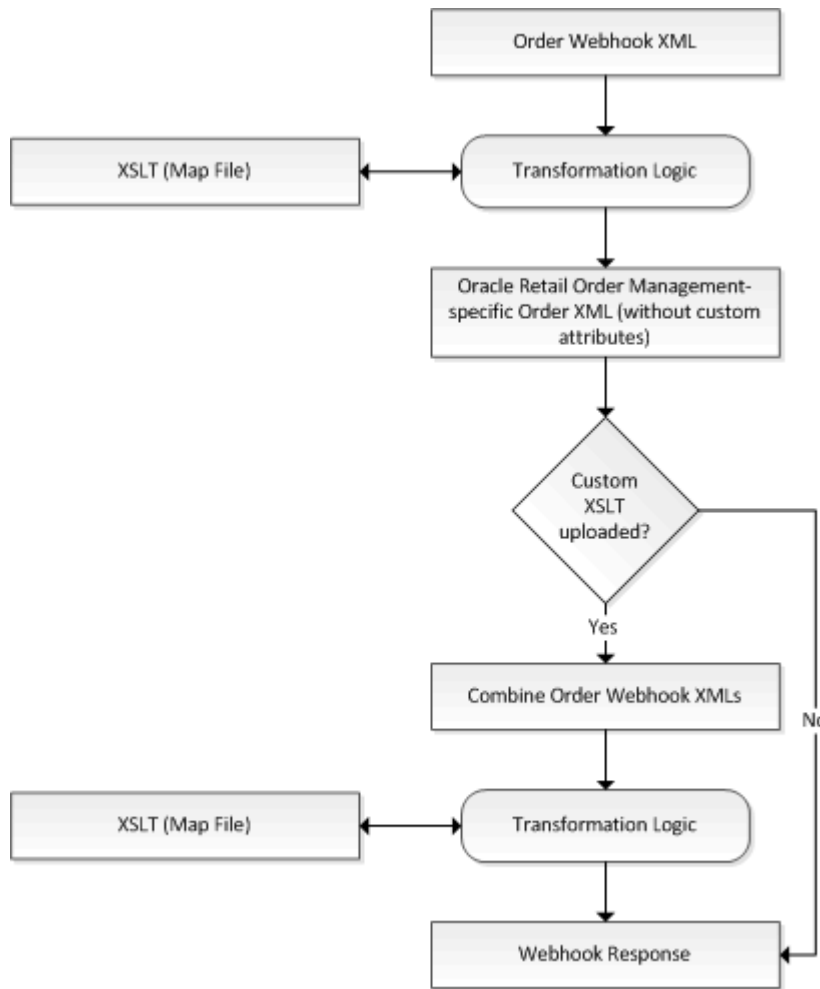 Order Webhook XML
XSLT (Map File)
Transformation Logic
Oracle Retail Order Management-
specific Order XML (without custom
attributes)
Custom
XSLT
uploaded?
Yes
Combine Order Webhook XMLs
No
XSLT (Map File)
Transformation Logic
Webhook Response